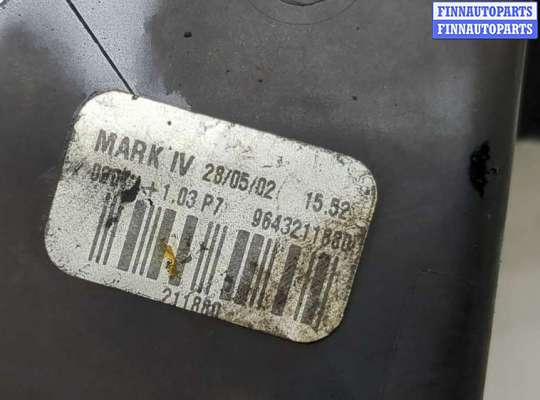 FINNAUTOPARTS
FINNAUTOPARTS
MARK IV 28/05/02 15.52
+ 1.03 P7 9643211880
211880